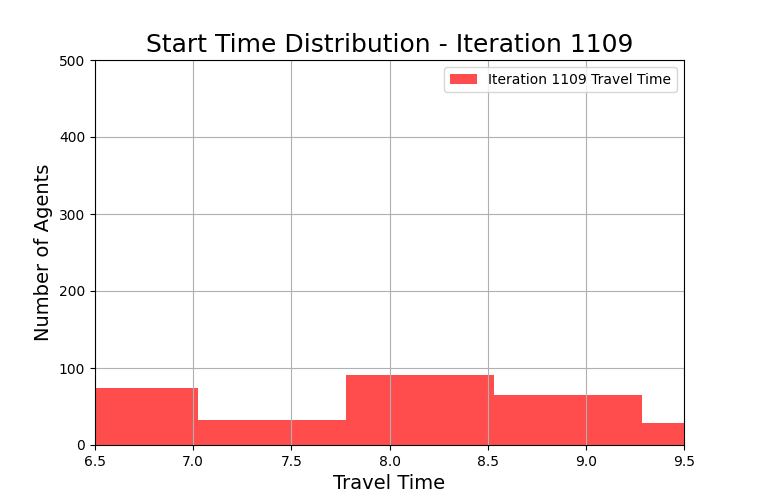 Start Time Distribution - Iteration 1109
500
400
300
200
100
0
Number of Agents
Iteration 1109 Travel Time
6.5 7.0 7.5 8.0 8.5 9.0 9.5
Travel Time